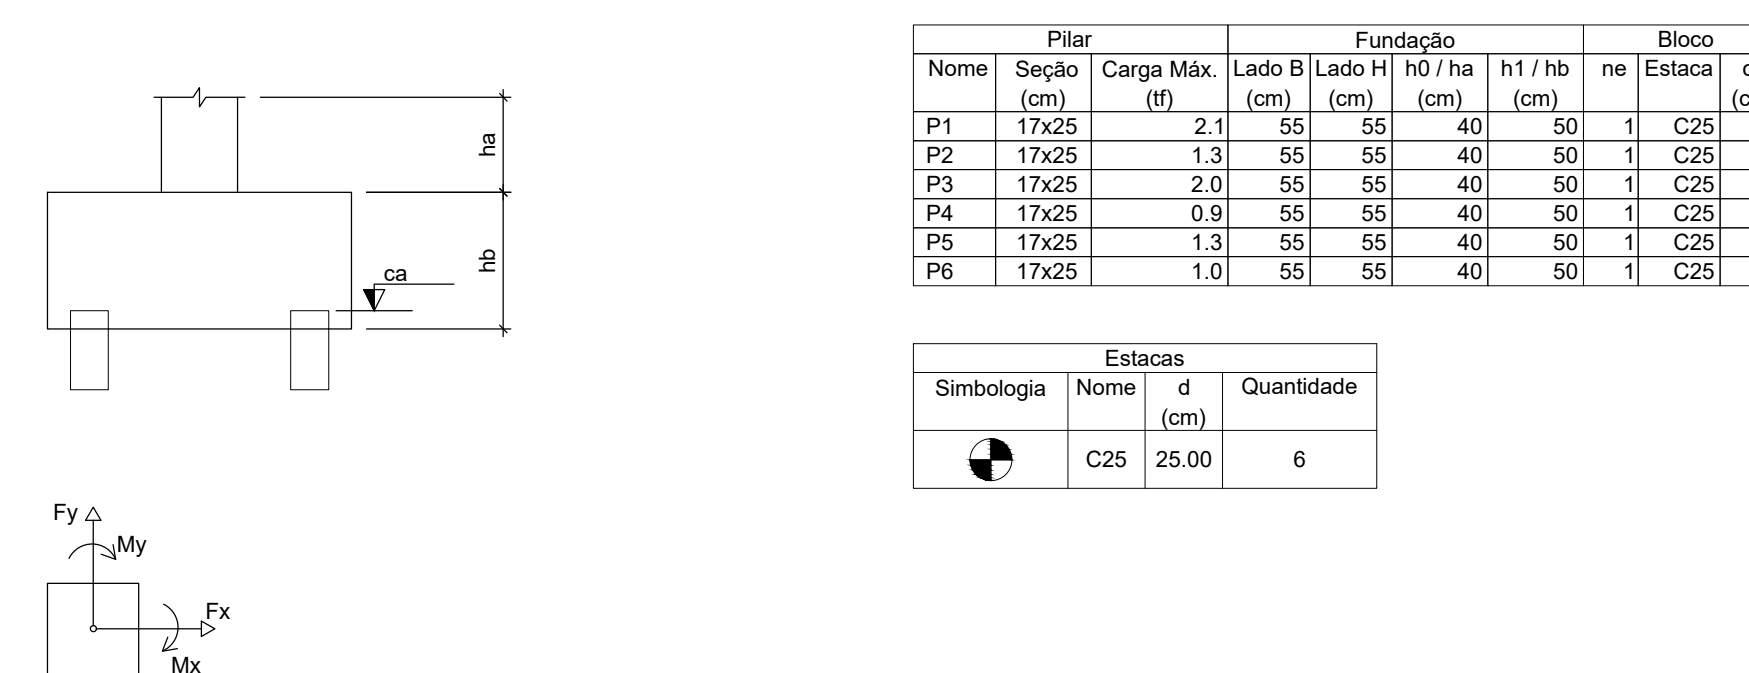 ha
hb
ca
Fy
My
Fx
Mx
Pilar Fundação Bloco
Nome Seção Carga Máx. Lado B Lado H h0 / ha h1 / hb ne Estaca
(cm) (tf) (cm) (cm) (cm) (cm)
P1 17x25 2.1 55 55 40 50 1 C25
P2 17x25 1.3 55 55 40 50 1 C25
P3 17x25 2.0 55 55 40 50 1 C25
P4 17x25 0.9 55 55 40 50 1 C25
P5 17x25 1.3 55 55 40 50 1 C25
P6 17x25 1.0 55 55 40 50 1 C25
Estacas
Simbologia Nome d Quantidade
(cm)
C25 25.00 6